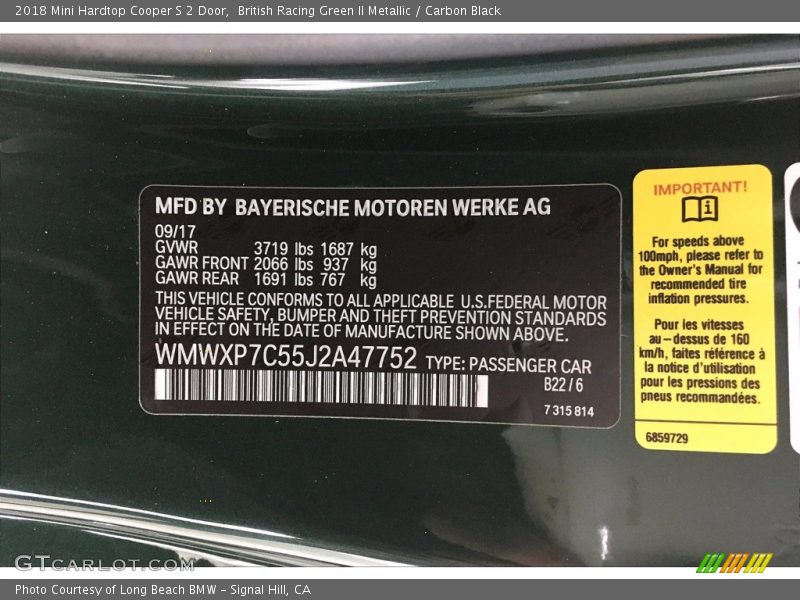 2018 Mini Hardtop Cooper S 2 Door,  British Racing Green II Metallic / Carbon Black
MFD BY BAYERISCHE MOTOREN WERKE AG
09/17
GVWR 3719 lbs 1687 kg
GAWR FRONT 2066 lbs 937 kg
GAWR REAR 1691 lbs 767 kg
THIS VEHICLE CONFORMS TO ALL APPLICABLE U.S.FEDERAL MOTOR
VEHICLE SAFETY, BUMPER AND THEFT PREVENTION STANDARDS
IN EFFECT ON THE DATE OF MANUFACTURE SHOWN ABOVE.
WMWXP7C55J2A47752 TYPE: PASSENGER CAR
B22 / 6
7 315 814
IMPORTANT!
For speeds above
100mph, please refer to
the Owner's Manual for
recommended tire
inflation pressures.
Pour les vitesses
au-dessus de 160
km/h, faites référence à
la notice d'utilisation
pour les pressions des
pneus recommandées.
6859729
GTCARLOT.COM
Photo Courtesy of Long Beach BMW - Signal Hill, CA